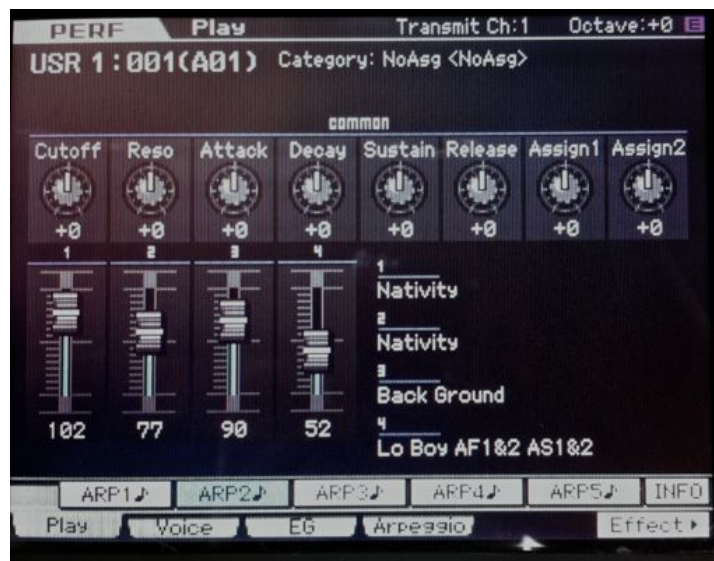 PERF Play Transmit Ch:1 Octave:+0 E
USR 1:001(A01) Category: NoAsg <NoAsg>
common
Cutoff Reso Attack Decay Sustain Release Assign1 Assign2
+0 +0 +0 +0 +0 +0 +0 +0
1 2 3 4
1
Nativity
2
Nativity
3
Back Ground
4
Lo Boy AF1&2 AS1&2
102 77 90 52
ARP1♪ ARP2♪ ARP3♪ ARP4♪ ARP5♪ INFO
Play Voice EG Arpeggio Effect